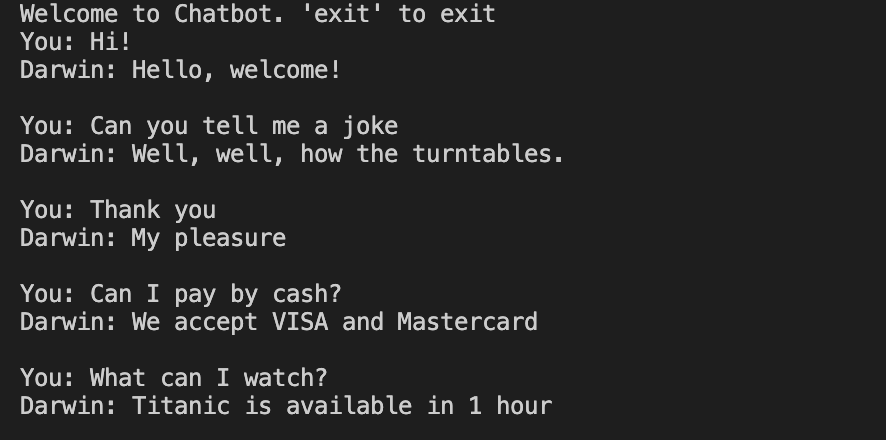 Welcome to Chatbot. 'exit' to exit
You: Hi!
Darwin: Hello, welcome!
You: Can you tell me a joke
Darwin: Well, well, how the turntables.
You: Thank you
Darwin: My pleasure
You: Can I pay by cash?
Darwin: We accept VISA and Mastercard
You: What can I watch?
Darwin: Titanic is available in 1 hour